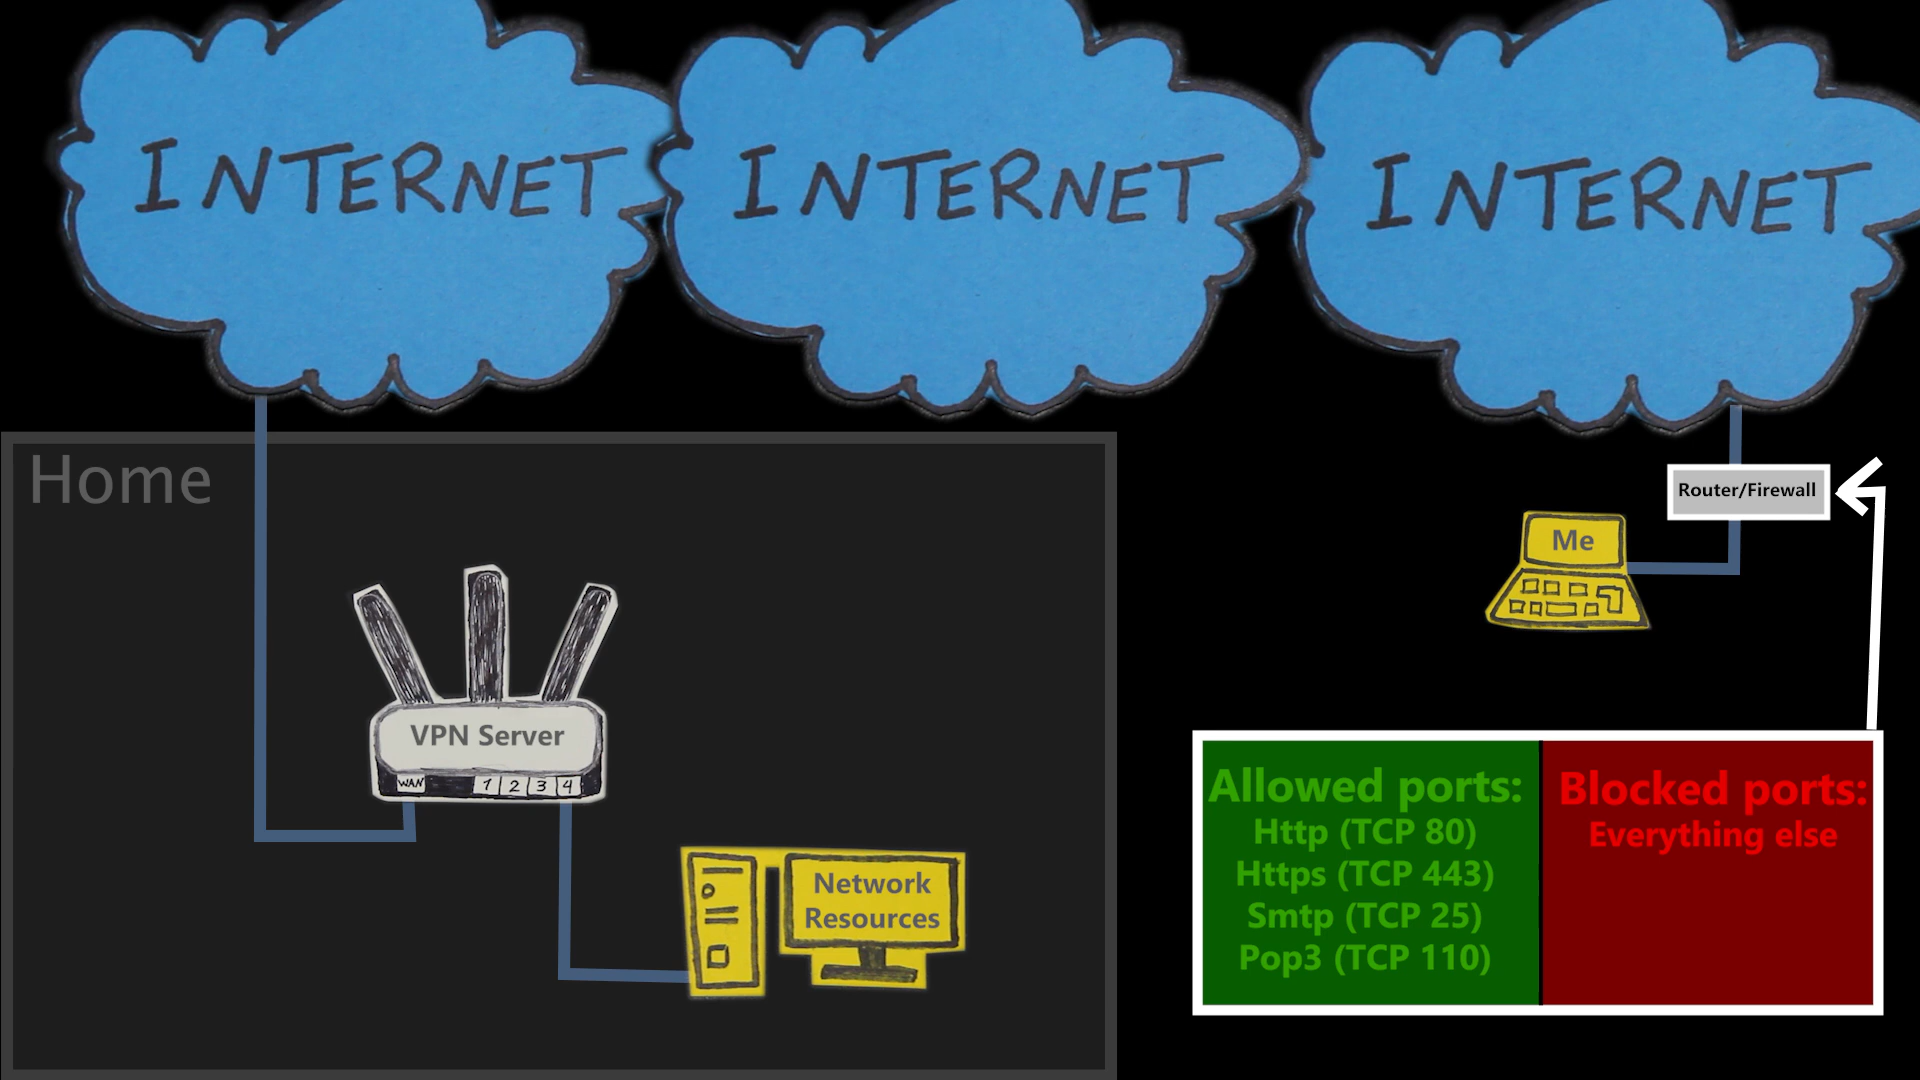 INTERNET
INTERNET
INTERNET
Home
Router/Firewall
Me
VPN Server
WAN
1 2 3 4
Network
Resources
Allowed ports:
Http (TCP 80)
Https (TCP 443)
Smtp (TCP 25)
Pop3 (TCP 110)
Blocked ports:
Everything else